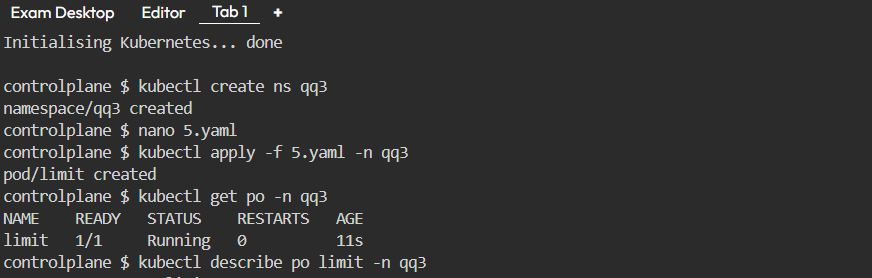 Exam Desktop Editor Tab 1 +
Initialising Kubernetes... done
controlplane $ kubectl create ns qq3
namespace/qq3 created
controlplane $ nano 5.yaml
controlplane $ kubectl apply -f 5.yaml -n qq3
pod/limit created
controlplane $ kubectl get po -n qq3
NAME READY STATUS RESTARTS AGE
limit 1/1 Running 0 11s
controlplane $ kubectl describe po limit -n qq3